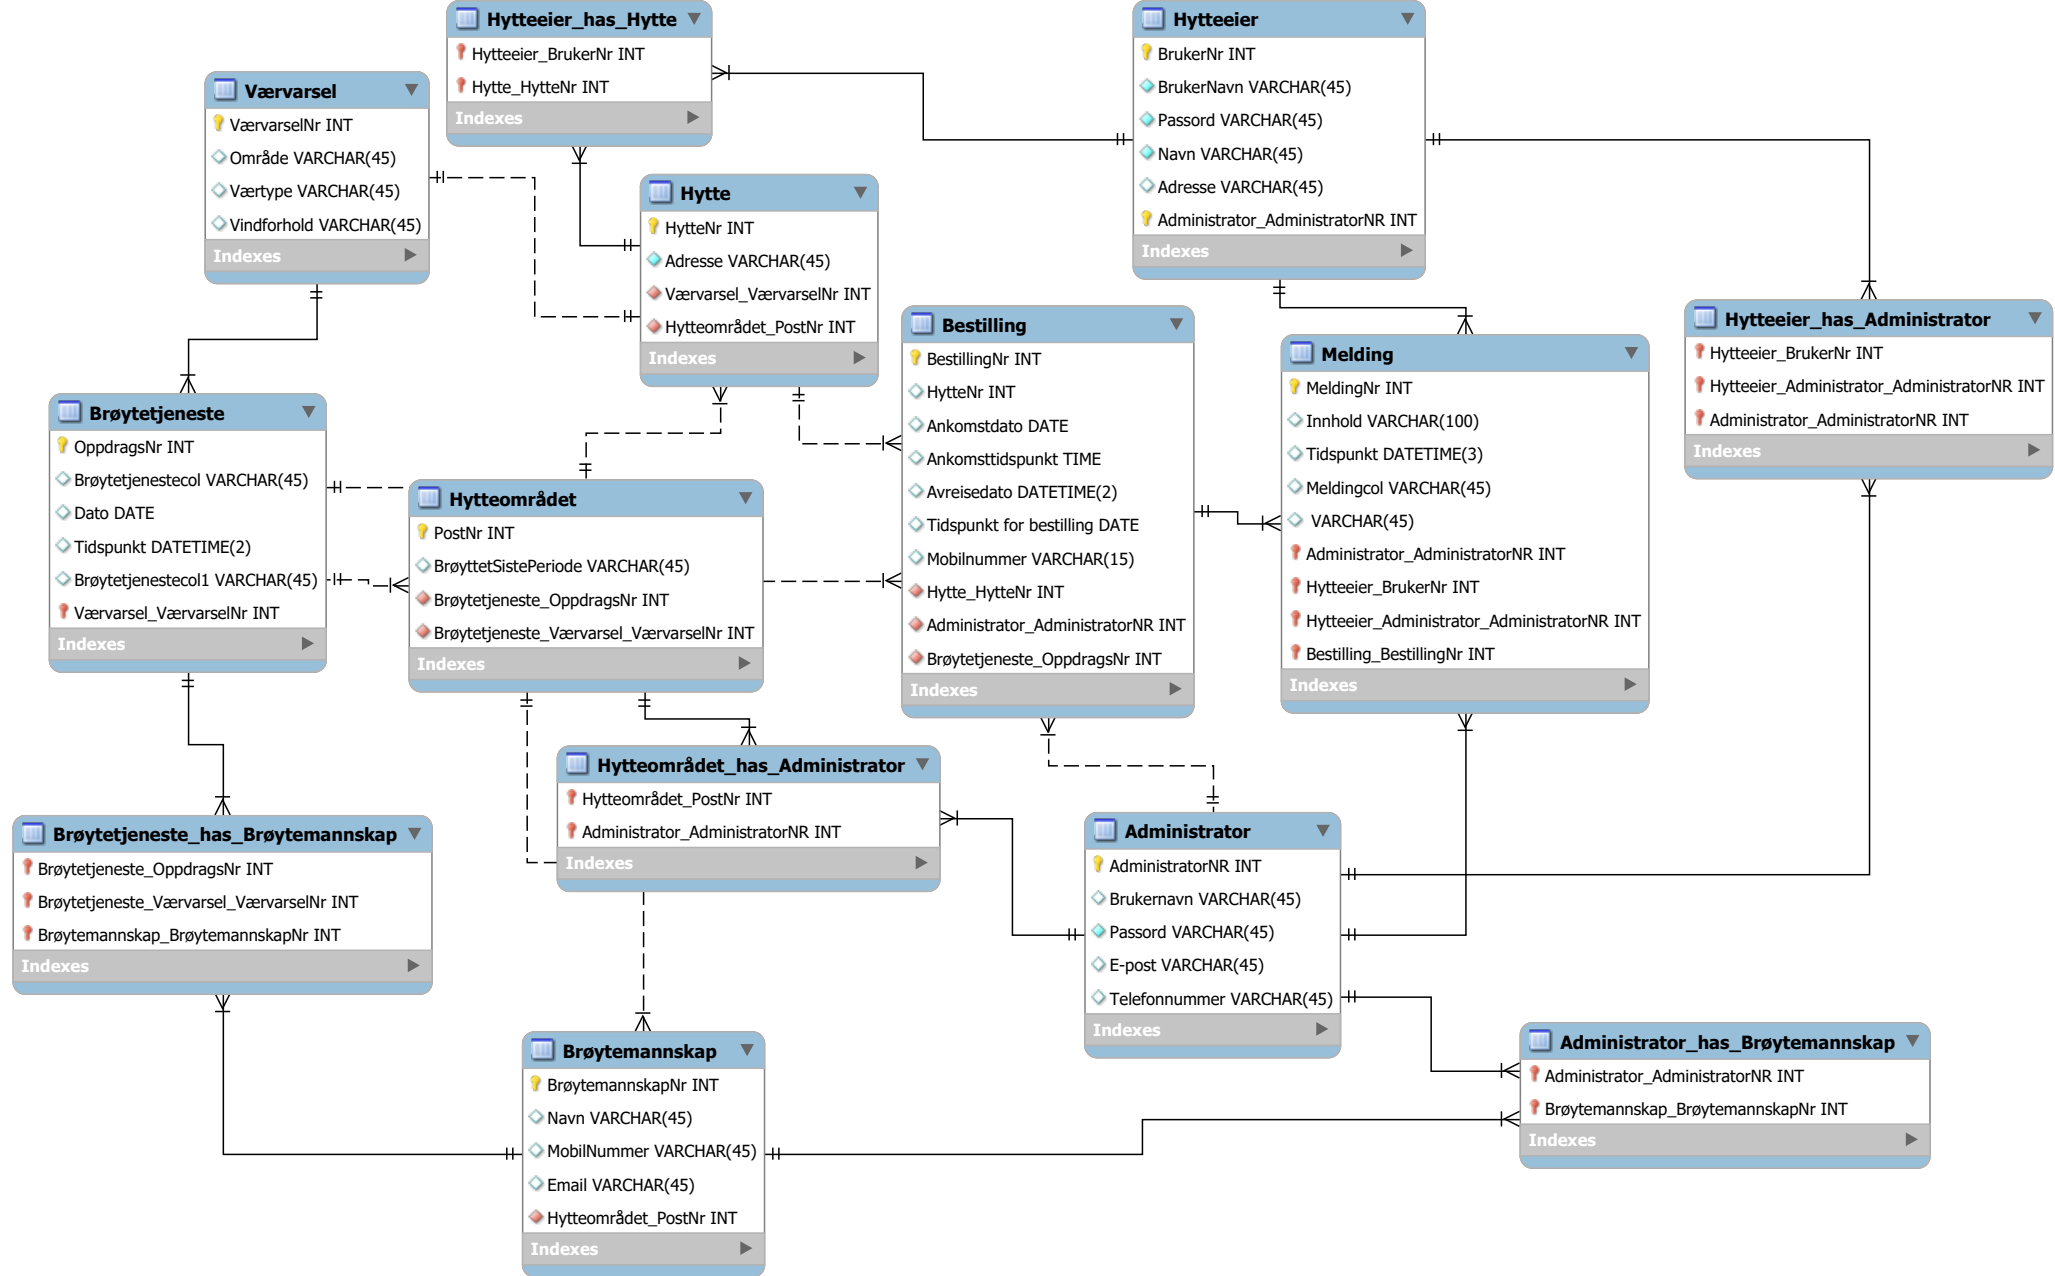 Hytteeier_has_Hytte
Hytteeier_BrukerNr INT
Hytte_HytteNr INT
Indexes
Hytteeier
BrukerNr INT
BrukerNavn VARCHAR(45)
Passord VARCHAR(45)
Navn VARCHAR(45)
Adresse VARCHAR(45)
Administrator_AdministratorNR INT
Indexes
Værvarsel
VærvarselNr INT
Område VARCHAR(45)
Værtype VARCHAR(45)
Vindforhold VARCHAR(45)
Indexes
Hytte
HytteNr INT
Adresse VARCHAR(45)
Værvarsel_VærvarselNr INT
Hytteområdet_PostNr INT
Indexes
Bestilling
BestillingNr INT
HytteNr INT
Ankomstdato DATE
Ankomsttidspunkt TIME
Avreisedato DATETIME(2)
Tidspunkt for bestilling DATE
Mobilnummer VARCHAR(15)
Hytte_HytteNr INT
Administrator_AdministratorNR INT
Brøytetjeneste_OppdragsNr INT
Indexes
Melding
MeldingNr INT
Innhold VARCHAR(100)
Tidspunkt DATETIME(3)
Meldingcol VARCHAR(45)
VARCHAR(45)
Administrator_AdministratorNR INT
Hytteeier_BrukerNr INT
Hytteeier_Administrator_AdministratorNR INT
Bestilling_BestillingNr INT
Indexes
Hytteeier_has_Administrator
Hytteeier_BrukerNr INT
Hytteeier_Administrator_AdministratorNR INT
Administrator_AdministratorNR INT
Indexes
Brøytetjeneste
OppdragsNr INT
Brøytetjenestecol VARCHAR(45)
Dato DATE
Tidspunkt DATETIME(2)
Brøytetjenestecol1 VARCHAR(45)
Værvarsel_VærvarselNr INT
Indexes
Hytteområdet
PostNr INT
BrøyttetSistePeriode VARCHAR(45)
Brøytetjeneste_OppdragsNr INT
Brøytetjeneste_Værvarsel_VærvarselNr INT
Indexes
Hytteområdet_has_Administrator
Hytteområdet_PostNr INT
Administrator_AdministratorNR INT
Indexes
Brøytetjeneste_has_Brøytemannskap
Brøytetjeneste_OppdragsNr INT
Brøytetjeneste_Værvarsel_VærvarselNr INT
Brøytemannskap_BrøytemannskapNr INT
Indexes
Administrator
AdministratorNR INT
Brukernavn VARCHAR(45)
Passord VARCHAR(45)
E-post VARCHAR(45)
Telefonnummer VARCHAR(45)
Indexes
Brøytemannskap
BrøytemannskapNr INT
Navn VARCHAR(45)
MobilNummer VARCHAR(45)
Email VARCHAR(45)
Hytteområdet_PostNr INT
Indexes
Administrator_has_Brøytemannskap
Administrator_AdministratorNR INT
Brøytemannskap_BrøytemannskapNr INT
Indexes